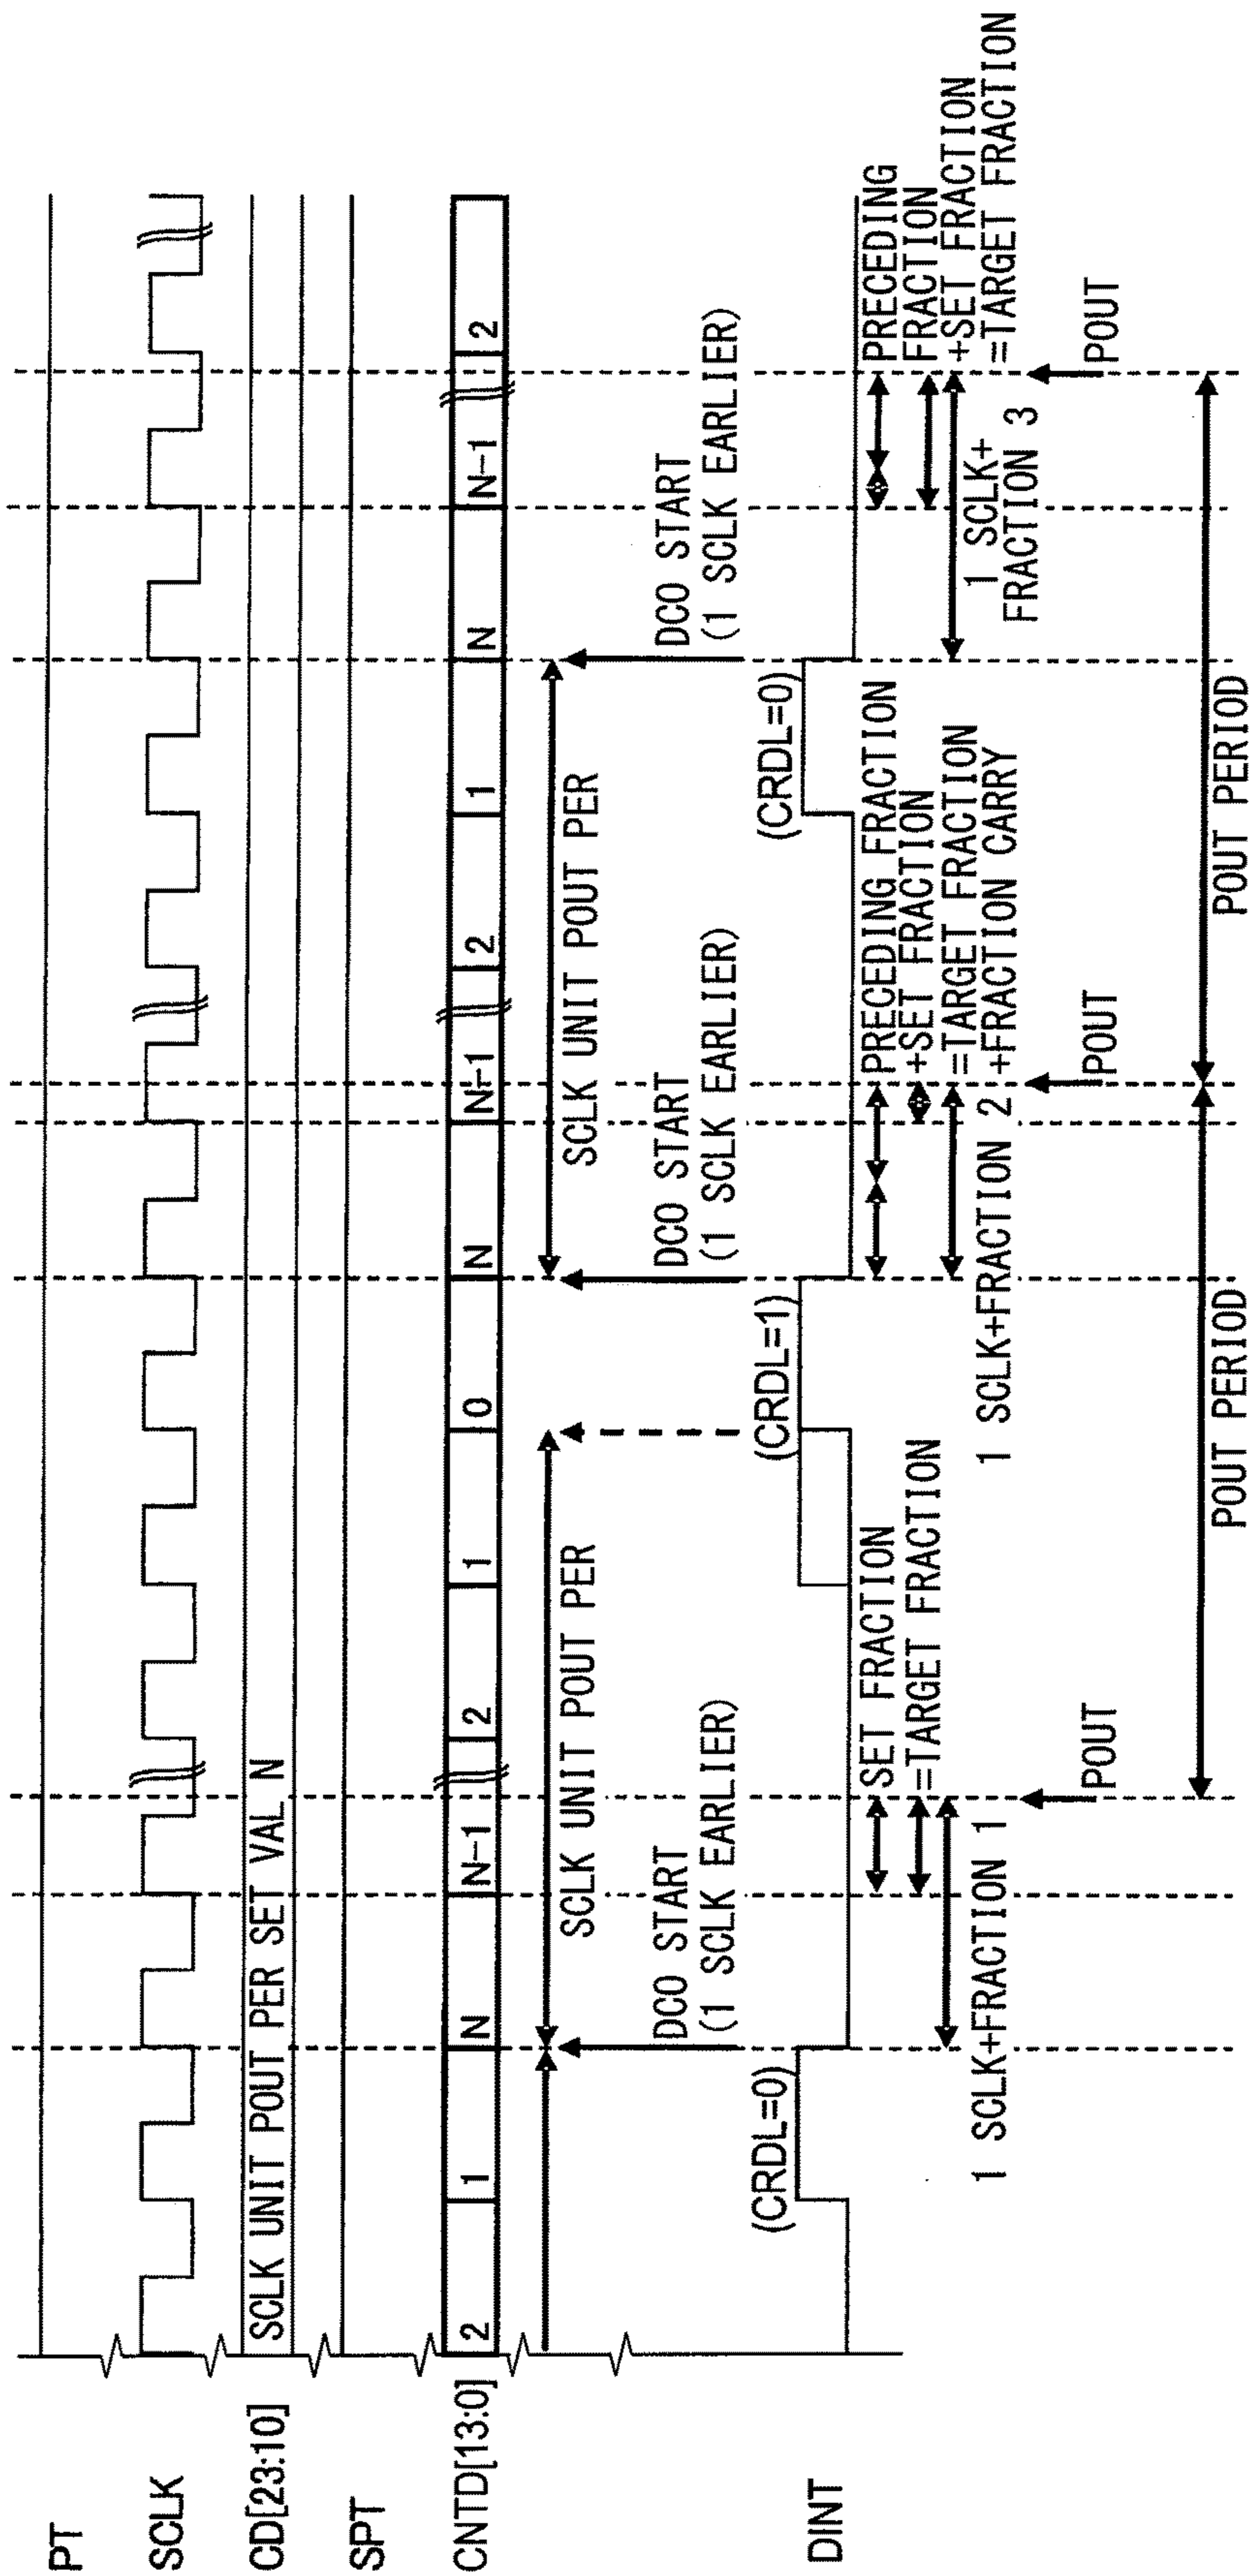 PT
SCLK
CD[23:10]
SCLK UNIT POUT PER SET VAL N
SPT
CNTD[13:0]
2 1 N N-1 2 1 0 N N-1 2 1 N N-1 2
SCLK UNIT POUT PER
SCLK UNIT POUT PER
DCO START
(1 SCLK EARLIER)
DCO START
(1 SCLK EARLIER)
DCO START
(1 SCLK EARLIER)
DINT
(CRDL=0)
(CRDL=1)
(CRDL=0)
SET FRACTION
=TARGET FRACTION
1 SCLK+FRACTION 1
PRECEDING FRACTION
+SET FRACTION
=TARGET FRACTION
+FRACTION CARRY
1 SCLK+FRACTION 2
PRECEDING
FRACTION
+SET FRACTION
=TARGET FRACTION
1 SCLK+
FRACTION 3
POUT
POUT
POUT
POUT PERIOD
POUT PERIOD